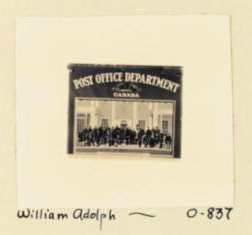 POST OFFICE DEPARTMENT
CANADA
William Adolph — O-837